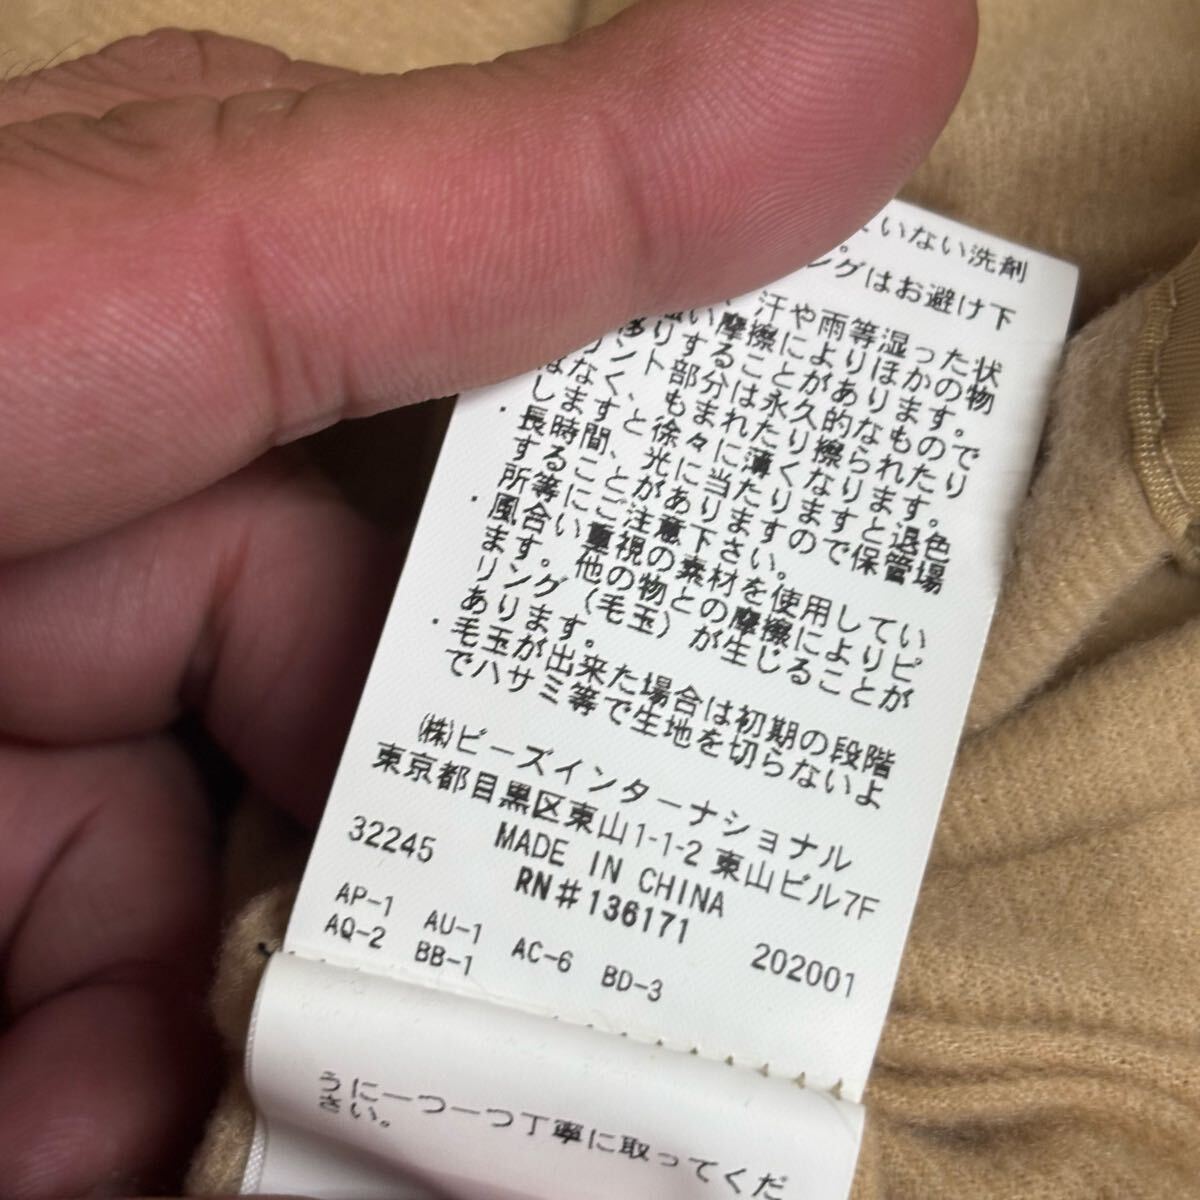 いない洗剤
ングはお避け下
、汗や雨等湿った状
い摩擦によりほかの物
りすることがあります。
ント部分は永久的なもので
なく、もまれたり擦られたり
しますと徐々に薄くなります。
・長時間、光に当たりますと退色
することがありますので保管場
所等にご注意下さい。
・風合い重視の素材を使用してい
ます。他の物との摩擦によりピ
リング(毛玉)が生じることが
あります。
・毛玉が出来た場合は初期の段階
でハサミ等で生地を切らないよ
(株)ビーズインターナショナル
東京都目黒区東山1-1-2 東山ビル7F
32245 MADE IN CHINA
RN#136171 202001
AP-1 AU-1 AC-6 BD-3
AQ-2 BB-1
うに一つ一つ丁寧に取ってくだ
さい。